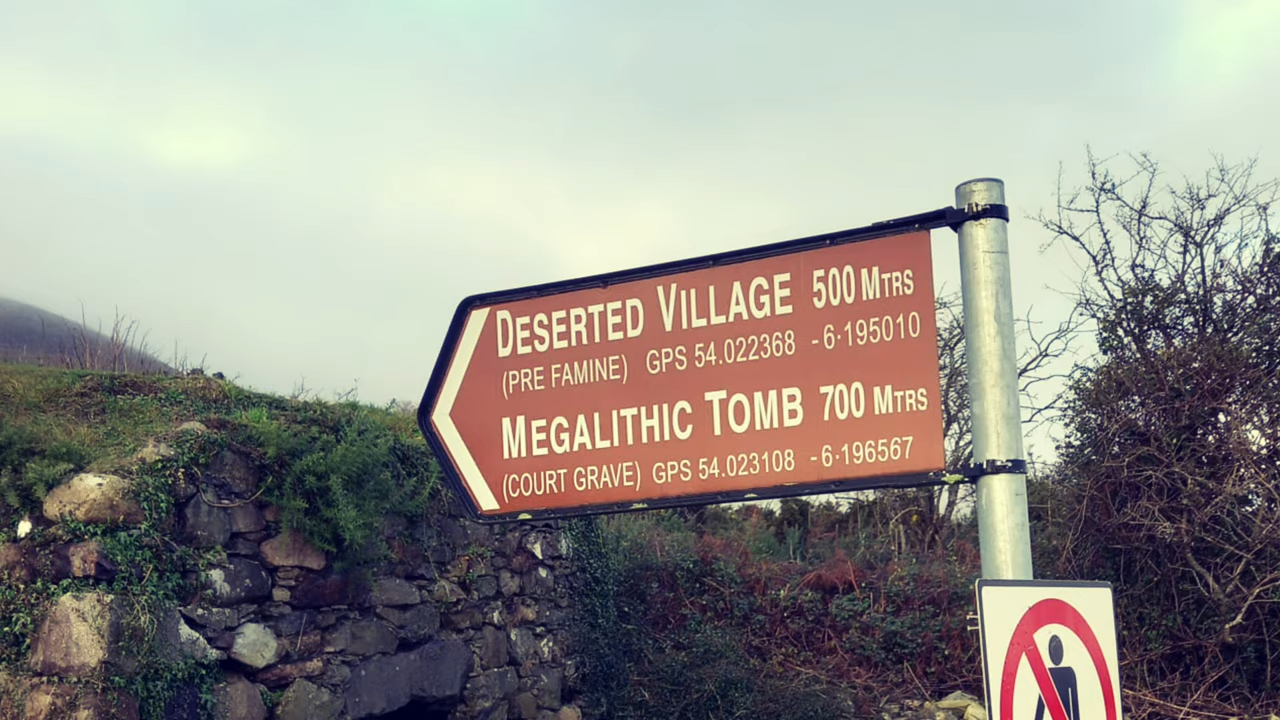 DESERTED VILLAGE 500 MTRS
(PRE FAMINE) GPS 54.022368 -6·195010
MEGALITHIC TOMB 700 MTRS
(COURT GRAVE) GPS 54.023108 -6·196567